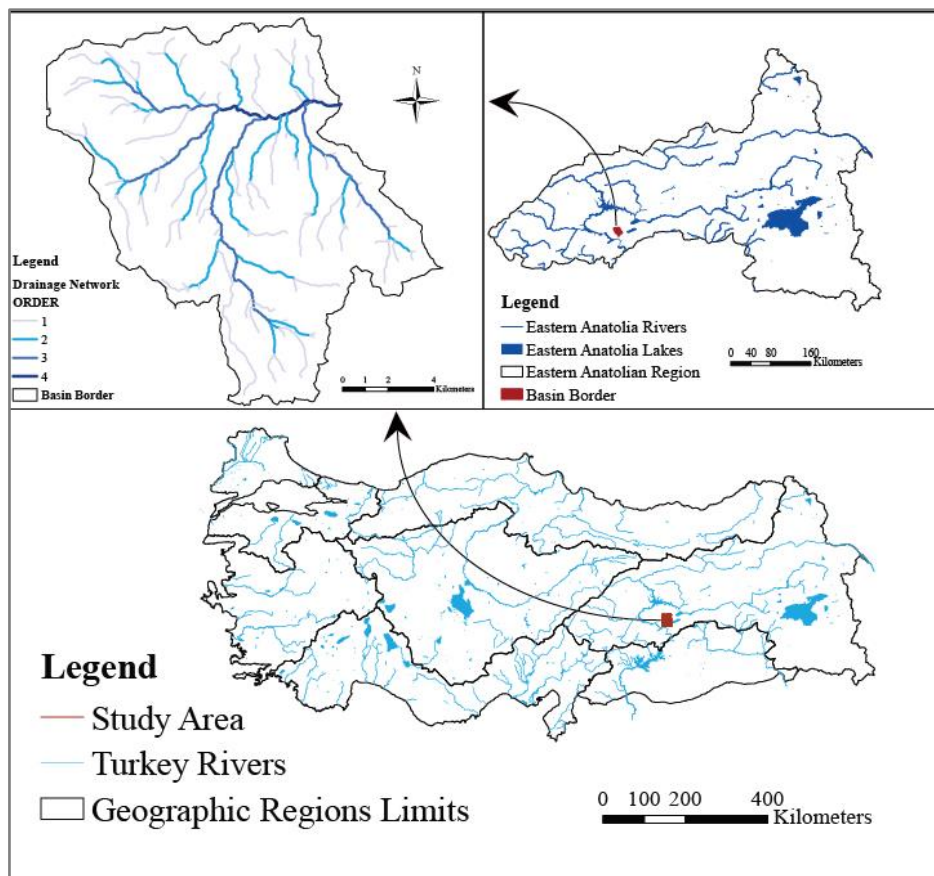 N
Legend
Drainage Network
ORDER
1
2
3
4
Basin Border
0 1 2 4
Kilometers
Legend
Eastern Anatolia Rivers
Eastern Anatolia Lakes
Eastern Anatolian Region
Basin Border
0 40 80 160
Kilometers
Legend
Study Area
Turkey Rivers
Geographic Regions Limits
0 100 200 400
Kilometers